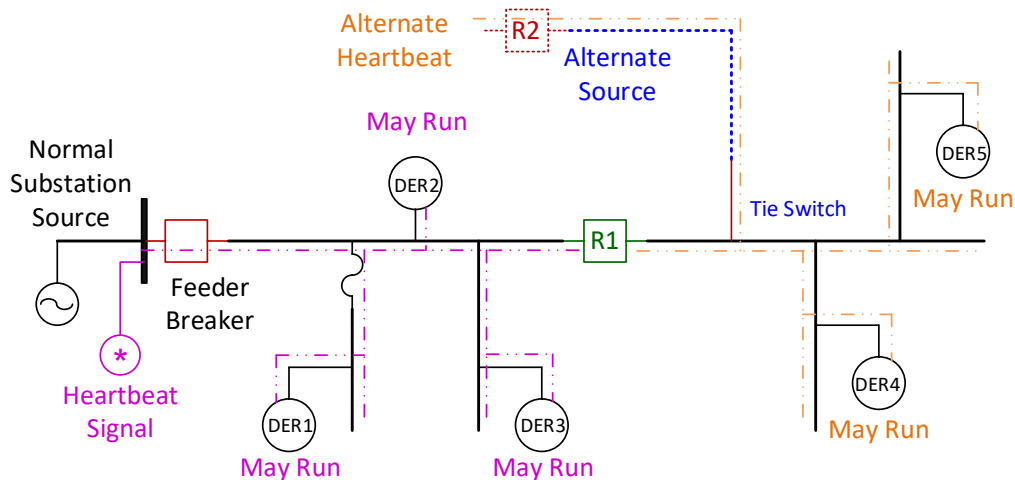 Alternate
Heartbeat
R2
Alternate
Source
May Run
Normal
Substation
Source
DER2
DER5
May Run
Tie Switch
R1
Feeder
Breaker
*
Heartbeat
Signal
DER1
May Run
DER3
May Run
DER4
May Run